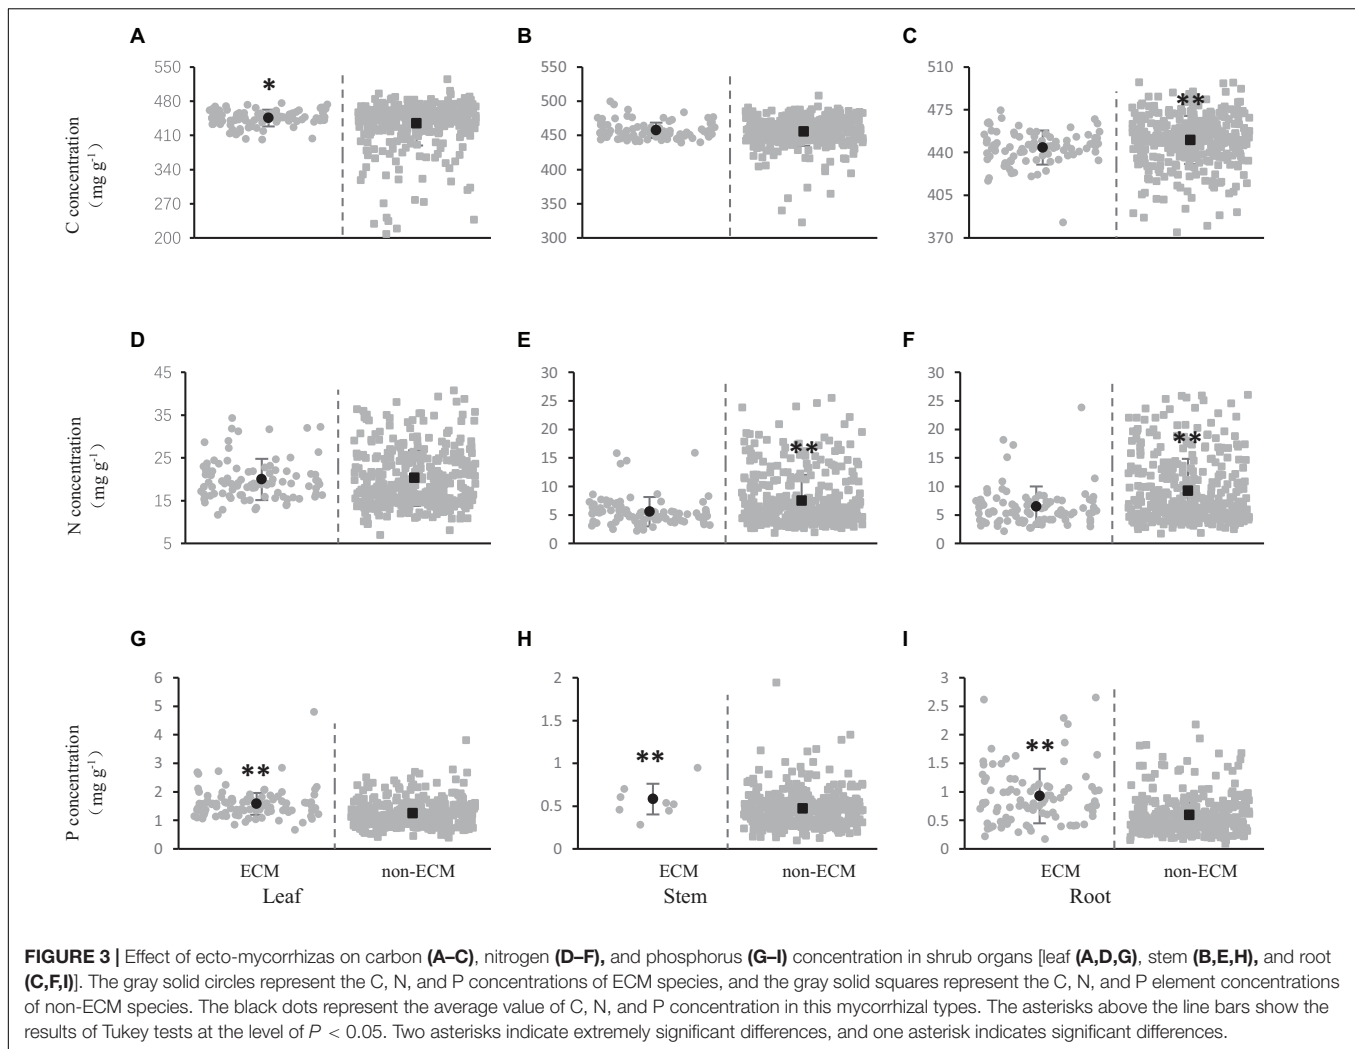 A B C
C concentration
( mg g-1 )
550 550 510
480 500 475
410 450 440
340 400 405
270 350 370
200 300
* **
D E F
N concentration
( mg g-1 )
45 30 30
35 25 25
25 20 20
15 15 15
5 10 10
5 5
0 0
** **
G H I
P concentration
( mg g-1 )
6 2 3
5 1.5 2.5
4 1 2
3 0.5 1.5
2 0 1
1 0.5
0 0
** ** **
ECM non-ECM ECM non-ECM ECM non-ECM
Leaf Stem Root
FIGURE 3 | Effect of ecto-mycorrhizas on carbon (A–C), nitrogen (D–F), and phosphorus (G–I) concentration in shrub organs [leaf (A,D,G), stem (B,E,H), and root
(C,F,I)]. The gray solid circles represent the C, N, and P concentrations of ECM species, and the gray solid squares represent the C, N, and P element concentrations
of non-ECM species. The black dots represent the average value of C, N, and P concentration in this mycorrhizal types. The asterisks above the line bars show the
results of Tukey tests at the level of P < 0.05. Two asterisks indicate extremely significant differences, and one asterisk indicates significant differences.